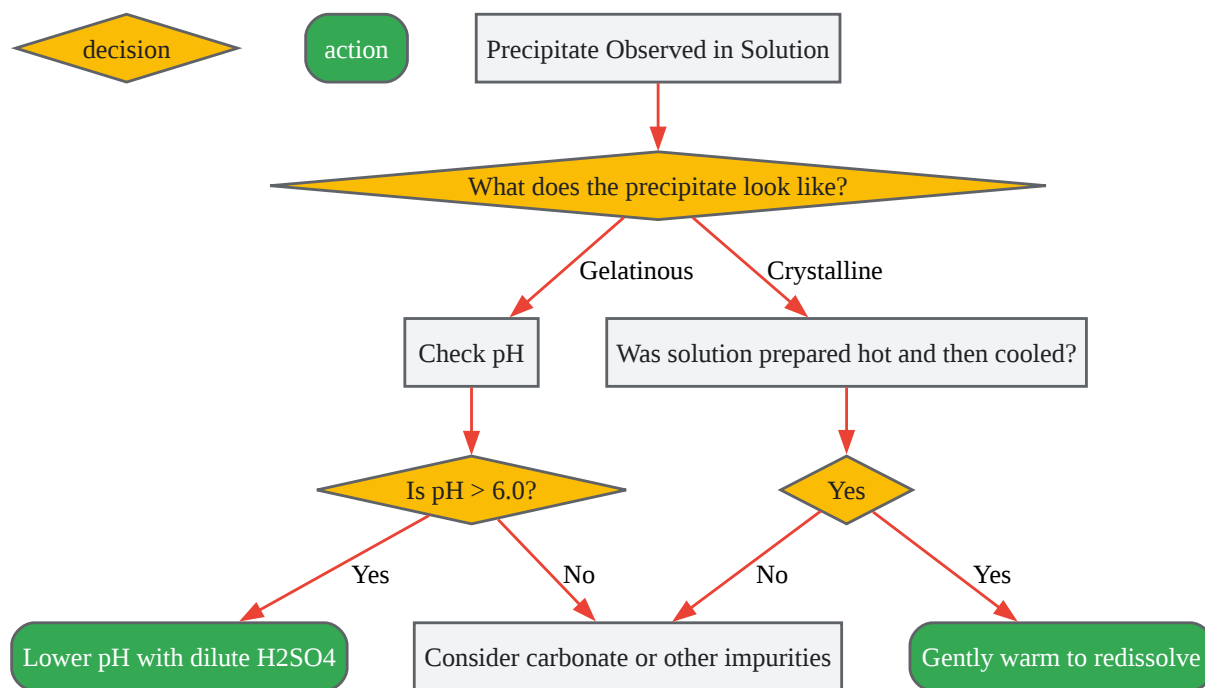 decision
action
Precipitate Observed in Solution
What does the precipitate look like?
Gelatinous
Crystalline
Check pH
Was solution prepared hot and then cooled?
Is pH > 6.0?
Yes
Yes
No
No
Yes
Lower pH with dilute H2SO4
Consider carbonate or other impurities
Gently warm to redissolve